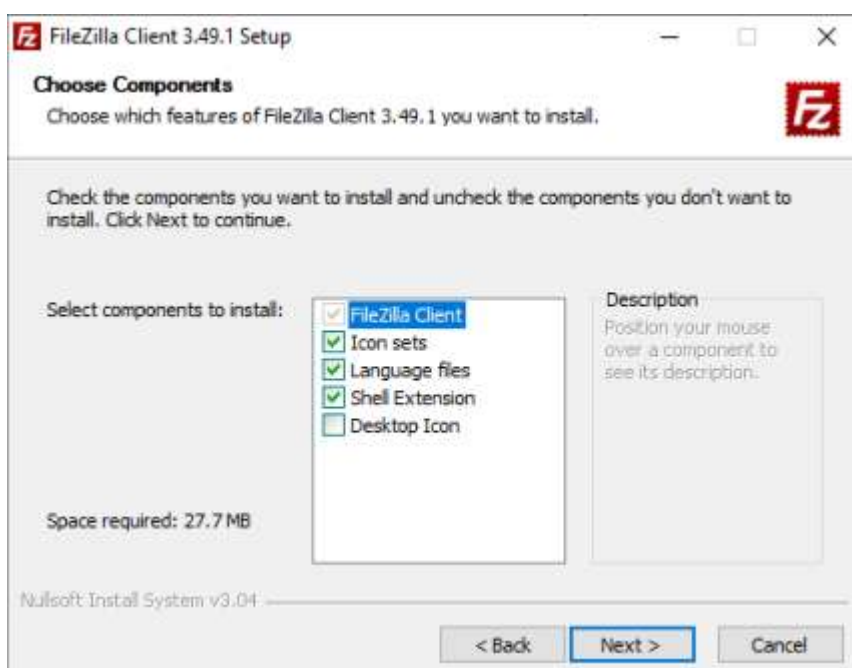 FileZilla Client 3.49.1 Setup
Choose Components
Choose which features of FileZilla Client 3.49.1 you want to install.
Fz
Check the components you want to install and uncheck the components you don't want to
install. Click Next to continue.
Select components to install:
FileZilla Client
Icon sets
Language files
Shell Extension
Desktop Icon
Description
Position your mouse
over a component to
see its description.
Space required: 27.7 MB
Nullsoft Install System v3.04
< Back
Next >
Cancel